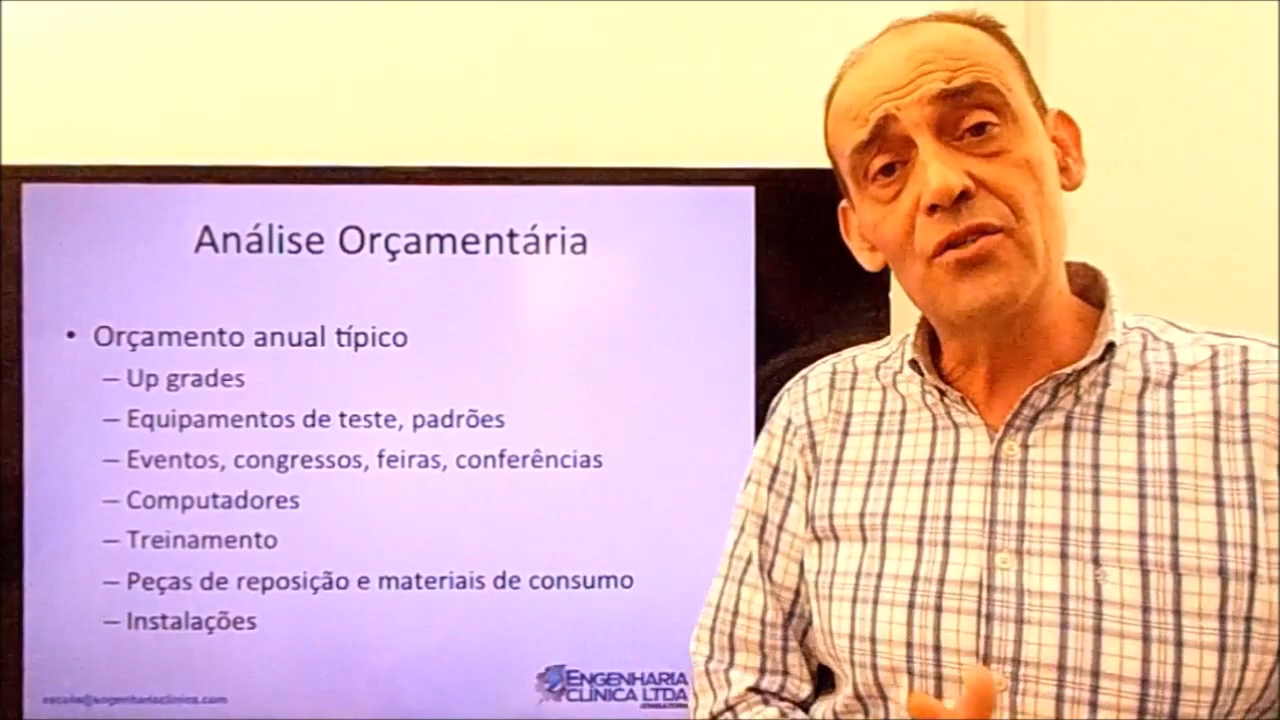 Análise Orçamentária
• Orçamento anual típico
– Up grades
– Equipamentos de teste, padrões
– Eventos, congressos, feiras, conferências
– Computadores
– Treinamento
– Peças de reposição e materiais de consumo
– Instalações
ENGENHARIA
CLÍNICA LTDA